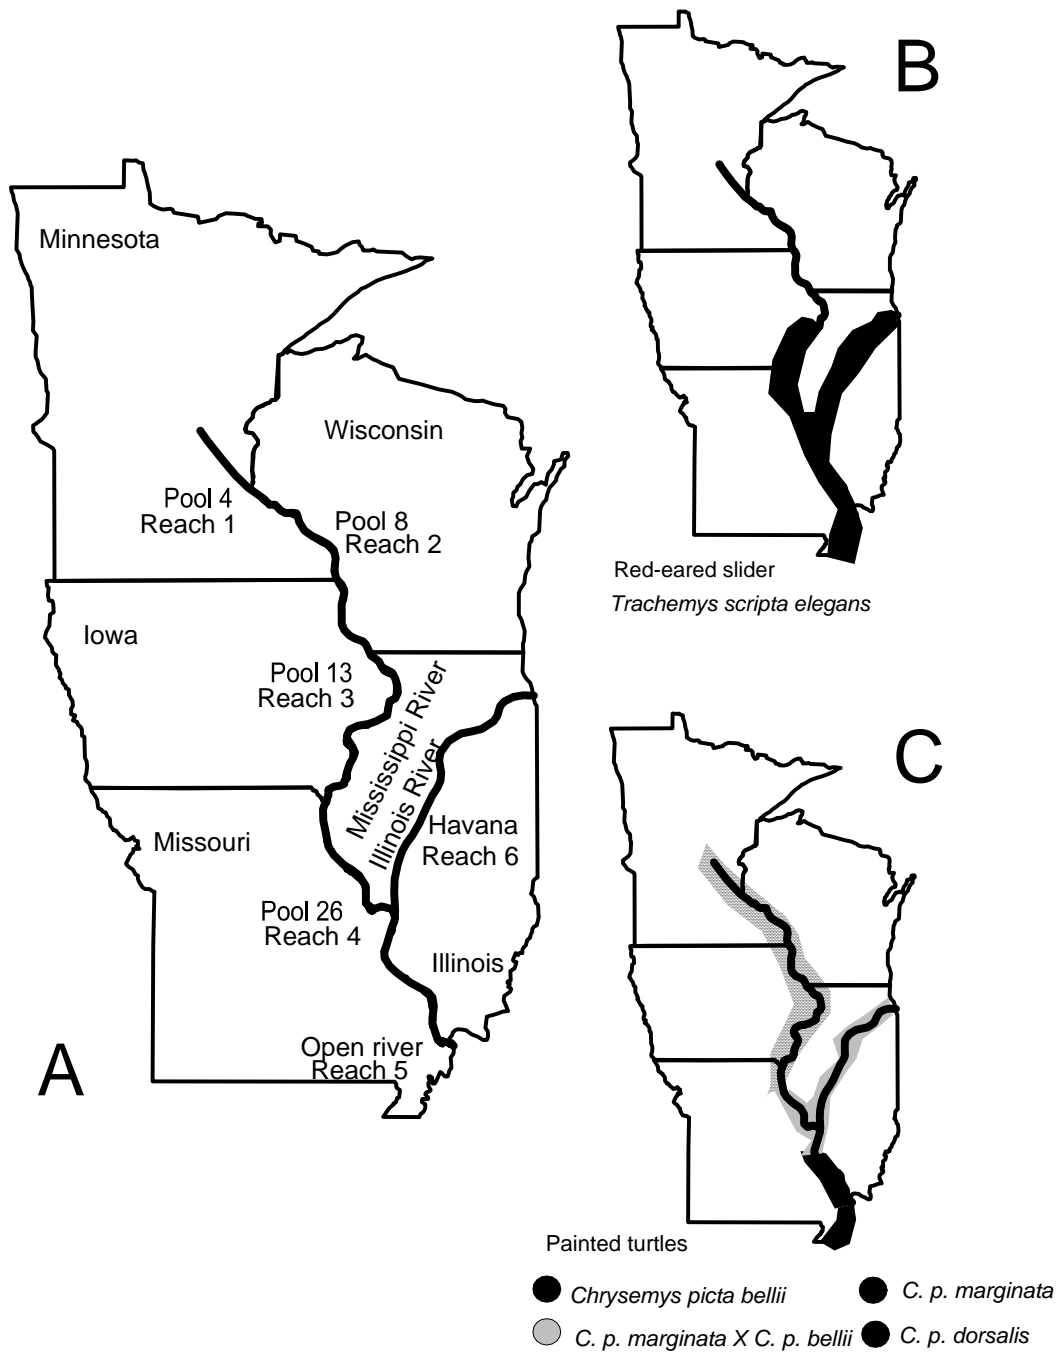 Minnesota
Wisconsin
Pool 4
Reach 1
Pool 8
Reach 2
Iowa
Pool 13
Reach 3
Mississippi River
Illinois River
Missouri
Havana
Reach 6
Pool 26
Reach 4
Illinois
Open river
Reach 5
A
B
Red-eared slider
Trachemys scripta elegans
C
Painted turtles
Chrysemys picta bellii
C. p. marginata
C. p. marginata X C. p. bellii
C. p. dorsalis